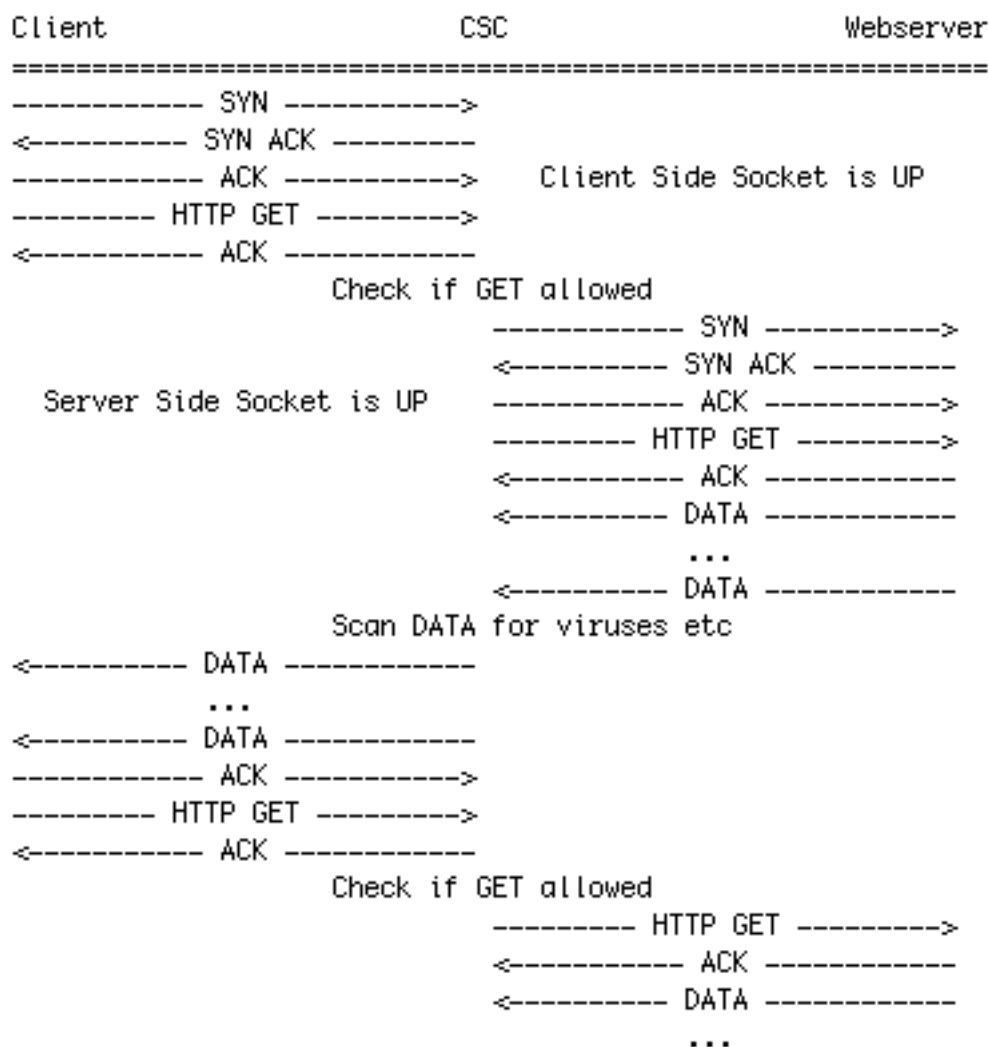 Client CSC Webserver
=============================================================
------------ SYN ----------->
<----------- SYN ACK ---------
------------ ACK -----------> Client Side Socket is UP
--------- HTTP GET --------->
<----------- ACK ------------
Check if GET allowed
------------ SYN ----------->
<----------- SYN ACK ---------
Server Side Socket is UP ------------ ACK ----------->
--------- HTTP GET --------->
<----------- ACK ------------
<---------- DATA ------------
...
<---------- DATA ------------
Scan DATA for viruses etc
<---------- DATA ------------
...
<---------- DATA ------------
------------ ACK ----------->
--------- HTTP GET --------->
<----------- ACK ------------
Check if GET allowed
--------- HTTP GET --------->
<----------- ACK ------------
<---------- DATA ------------
...